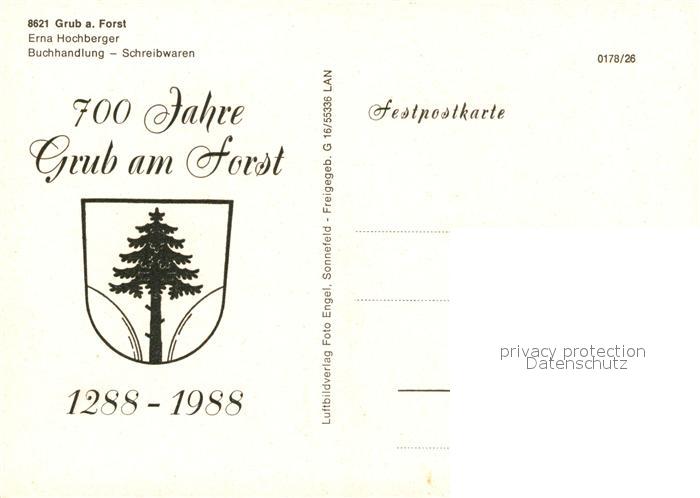 8621 Grub a. Forst
Erna Hochberger
Buchhandlung – Schreibwaren
700 Jahre
Grub am Forst
1288 - 1988
Luftbildverlag Foto Engel, Sonnefeld - Freigegeb. G 16/55336 LAN
0178/26
Festpostkarte
privacy protection
Datenschutz